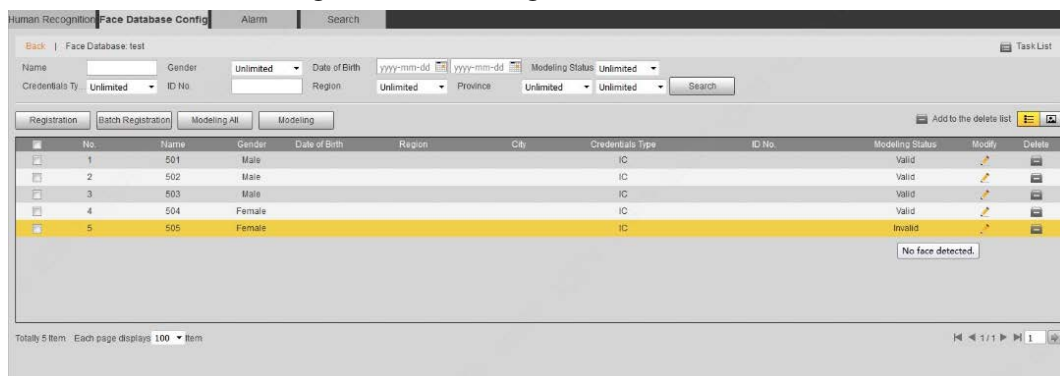 Human Recognition Face Database Config Alarm Search
Back | Face Database: test Task List
Name Gender Unlimited Date of Birth yyyy-mm-dd yyyy-mm-dd Modeling Status Unlimited
Credentials Ty... Unlimited ID No. Region Unlimited Province Unlimited Unlimited Search
Registration Batch Registration Modeling All Modeling Add to the delete list
No. Name Gender Date of Birth Region City Credentials Type ID No. Modeling Status Modify Delete
1 501 Male IC Valid
2 502 Male IC Valid
3 503 Male IC Valid
4 504 Female IC Valid
5 505 Female IC Invalid
No face detected.
Totally 5 Item Each page displays 100 Item 1/1 1